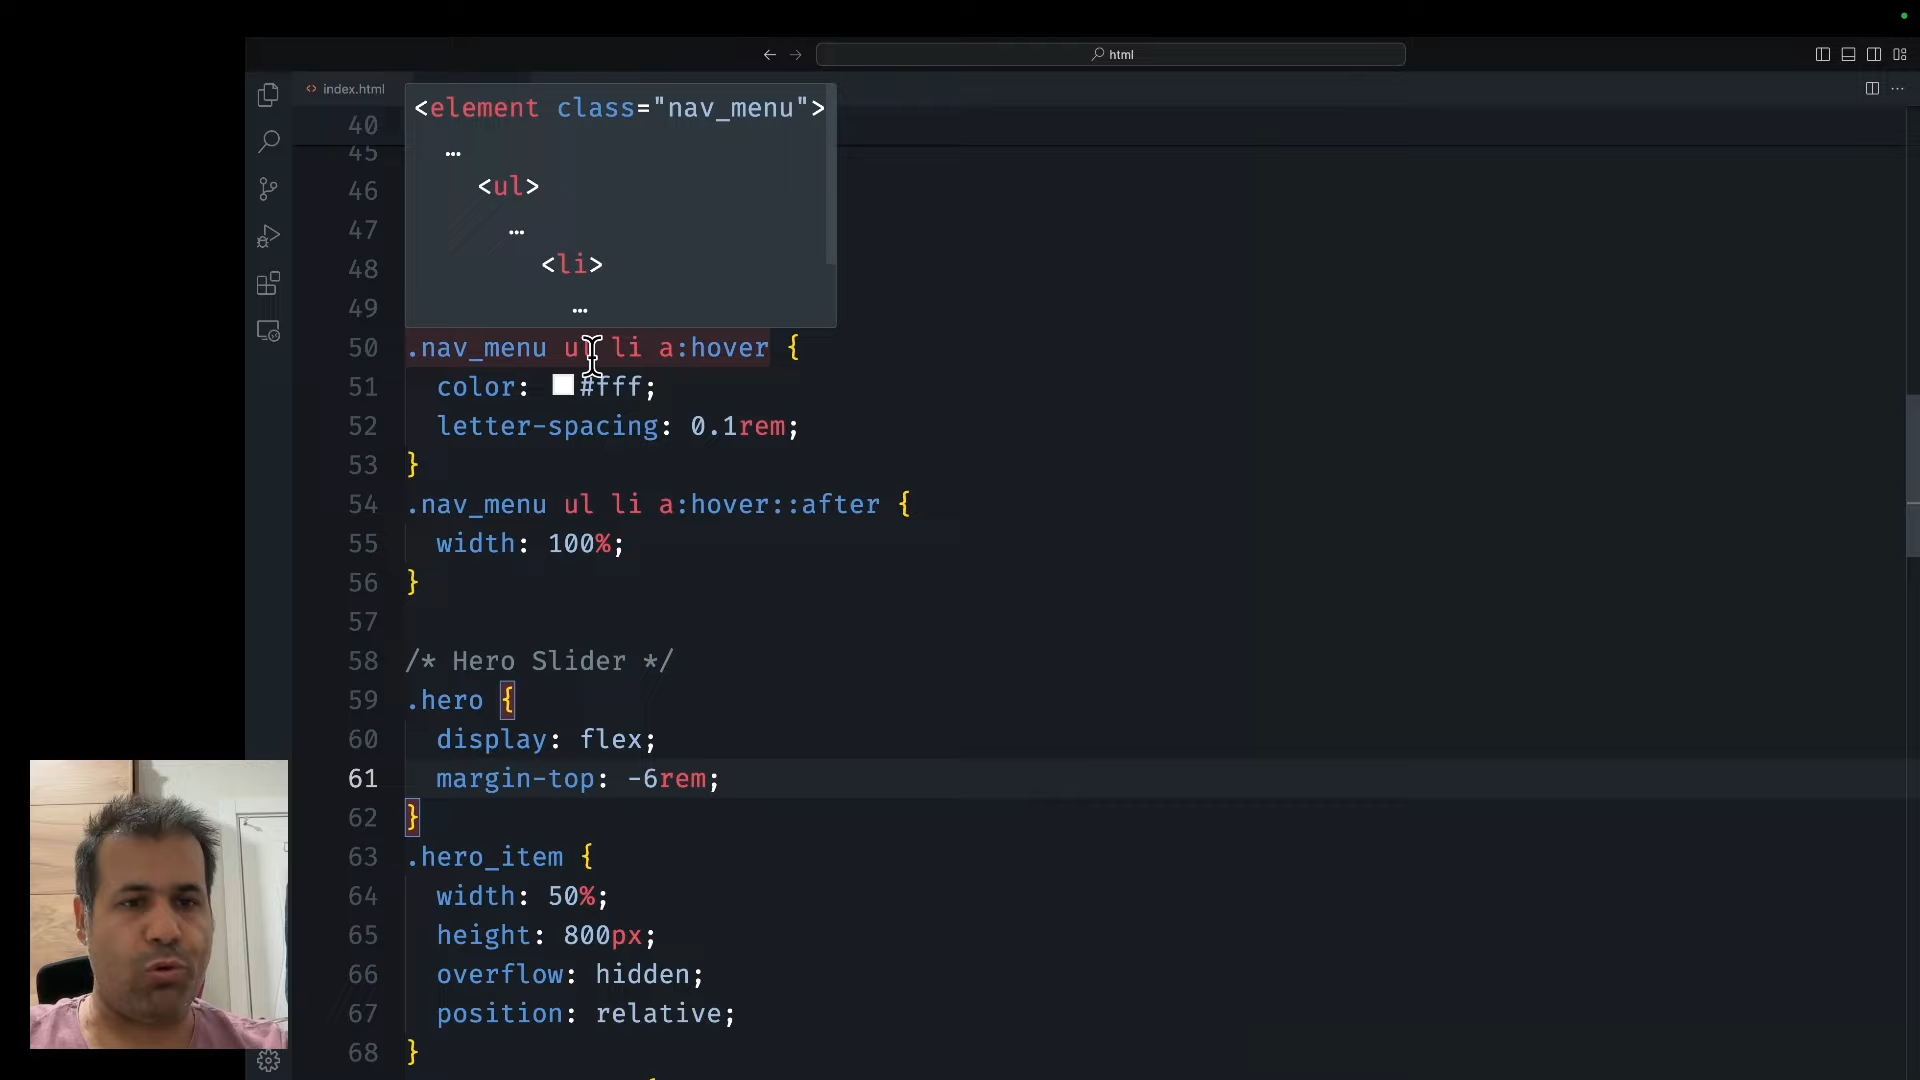 html
index.html
<element class="nav_menu">
…
<ul>
…
<li>
…
40
45
46
47
48
49
50 .nav_menu ul li a:hover {
51 color: #fff;
52 letter-spacing: 0.1rem;
53 }
54 .nav_menu ul li a:hover::after {
55 width: 100%;
56 }
57
58 /* Hero Slider */
59 .hero {
60 display: flex;
61 margin-top: -6rem;
62 }
63 .hero_item {
64 width: 50%;
65 height: 800px;
66 overflow: hidden;
67 position: relative;
68 }